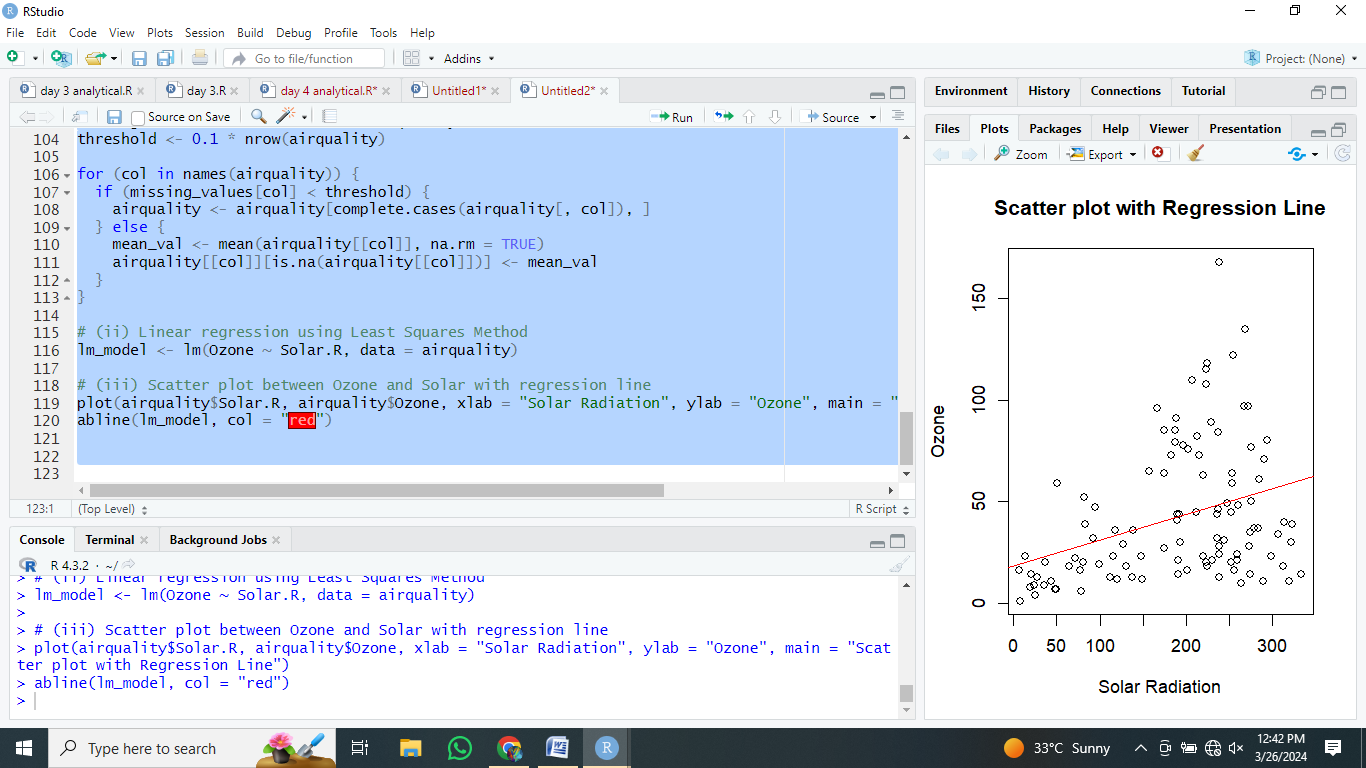 RStudio
File Edit Code View Plots Session Build Debug Profile Tools Help
Go to file/function
Addins
Project: (None)
day 3 analytical.R
day 3.R
day 4 analytical.R*
Untitled1*
Untitled2*
Source on Save
Run
Source
104 threshold <- 0.1 * nrow(airquality)
105
106 for (col in names(airquality)) {
107 if (missing_values[col] < threshold) {
108 airquality <- airquality[complete.cases(airquality[, col]), ]
109 } else {
110 mean_val <- mean(airquality[[col]], na.rm = TRUE)
111 airquality[[col]][is.na(airquality[[col]])] <- mean_val
112 }
113 }
114
115 # (ii) Linear regression using Least Squares Method
116 lm_model <- lm(Ozone ~ Solar.R, data = airquality)
117
118 # (iii) Scatter plot between Ozone and Solar with regression line
119 plot(airquality$Solar.R, airquality$Ozone, xlab = "Solar Radiation", ylab = "Ozone", main = "
120 abline(lm_model, col = "red")
121
122
123
123:1
(Top Level)
R Script
Console Terminal Background Jobs
R 4.3.2 · ~/
> # (ii) Linear regression using Least Squares Method
> lm_model <- lm(Ozone ~ Solar.R, data = airquality)
>
> # (iii) Scatter plot between Ozone and Solar with regression line
> plot(airquality$Solar.R, airquality$Ozone, xlab = "Solar Radiation", ylab = "Ozone", main = "Scat
ter plot with Regression Line")
> abline(lm_model, col = "red")
>
Environment History Connections Tutorial
Files Plots Packages Help Viewer Presentation
Zoom
Export
Scatter plot with Regression Line
Ozone
150
100
50
0
0 50 100 200 300
Solar Radiation
Type here to search
33°C Sunny
12:42 PM
3/26/2024